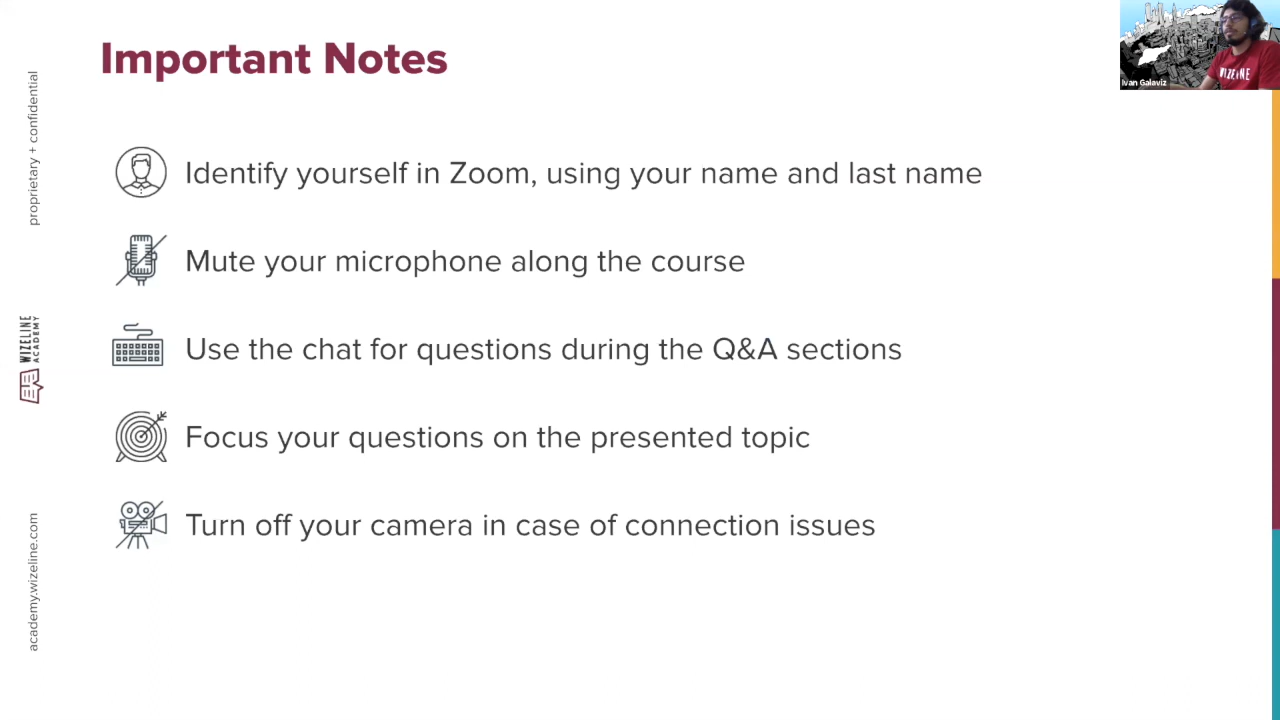 Important Notes
Identify yourself in Zoom, using your name and last name
Mute your microphone along the course
Use the chat for questions during the Q&A sections
Focus your questions on the presented topic
Turn off your camera in case of connection issues
proprietary + confidential
WIZELINE
ACADEMY
academy.wizeline.com
WIZELINE
Ivan Galaviz